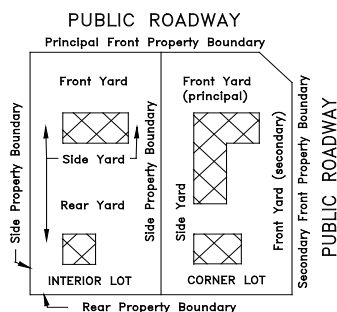 PUBLIC ROADWAY
Principal Front Property Boundary
Front Yard
Front Yard
(principal)
Side Property Boundary
Side Yard
Side Property Boundary
Side Yard
Front Yard (secondary)
Secondary Front Property Boundary
PUBLIC ROADWAY
Rear Yard
INTERIOR LOT
CORNER LOT
Rear Property Boundary